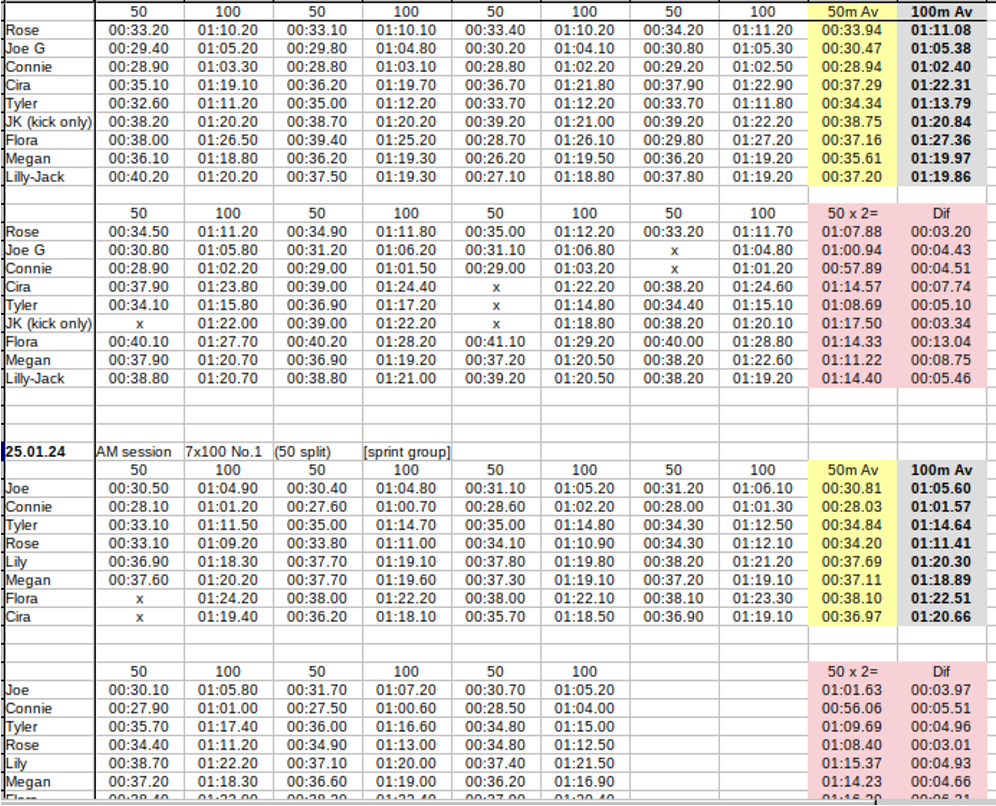 50 100 50 100 50 100 50 100 50m Av 100m Av
Rose 00:33.20 01:10.20 00:33.10 01:10.10 00:33.40 01:10.20 00:34.20 01:11.20 00:33.94 01:11.08
Joe G 00:29.40 01:05.20 00:29.80 01:04.80 00:30.20 01:04.10 00:30.80 01:05.30 00:30.47 01:05.38
Connie 00:28.90 01:03.30 00:28.80 01:03.10 00:28.80 01:02.20 00:29.20 01:02.50 00:28.94 01:02.40
Cira 00:35.10 01:19.10 00:36.20 01:19.70 00:36.70 01:21.80 00:37.90 01:22.90 00:37.29 01:22.31
Tyler 00:32.60 01:11.20 00:35.00 01:12.20 00:33.70 01:12.20 00:33.70 01:11.80 00:34.34 01:13.79
JK (kick only) 00:38.20 01:20.20 00:38.70 01:20.20 00:39.20 01:21.00 00:39.20 01:22.20 00:38.75 01:20.84
Flora 00:38.00 01:26.50 00:39.40 01:25.20 00:28.70 01:26.10 00:29.80 01:27.20 00:37.16 01:27.36
Megan 00:36.10 01:18.80 00:36.20 01:19.30 00:26.20 01:19.50 00:36.20 01:19.20 00:35.61 01:19.97
Lilly-Jack 00:40.20 01:20.20 00:37.50 01:19.30 00:27.10 01:18.80 00:37.80 01:19.20 00:37.20 01:19.86
50 100 50 100 50 100 50 100 50 x 2= Dif
Rose 00:34.50 01:11.20 00:34.90 01:11.80 00:35.00 01:12.20 00:33.20 01:11.70 01:07.88 00:03.20
Joe G 00:30.80 01:05.80 00:31.20 01:06.20 00:31.10 01:06.80 x 01:04.80 01:00.94 00:04.43
Connie 00:28.90 01:02.20 00:29.00 01:01.50 00:29.00 01:03.20 x 01:01.20 00:57.89 00:04.51
Cira 00:37.90 01:23.80 00:39.00 01:24.40 x 01:22.20 00:38.20 01:24.60 01:14.57 00:07.74
Tyler 00:34.10 01:15.80 00:36.90 01:17.20 x 01:14.80 00:34.40 01:15.10 01:08.69 00:05.10
JK (kick only) x 01:22.00 00:39.00 01:22.20 x 01:18.80 00:38.20 01:20.10 01:17.50 00:03.34
Flora 00:40.10 01:27.70 00:40.20 01:28.20 00:41.10 01:29.20 00:40.00 01:28.80 01:14.33 00:13.04
Megan 00:37.90 01:20.70 00:36.90 01:19.20 00:37.20 01:20.50 00:38.20 01:22.60 01:11.22 00:08.75
Lilly-Jack 00:38.80 01:20.70 00:38.80 01:21.00 00:39.20 01:20.50 00:38.20 01:19.20 01:14.40 00:05.46
25.01.24 AM session 7x100 No.1 (50 split) [sprint group]
50 100 50 100 50 100 50 100 50m Av 100m Av
Joe 00:30.50 01:04.90 00:30.40 01:04.80 00:31.10 01:05.20 00:31.20 01:06.10 00:30.81 01:05.60
Connie 00:28.10 01:01.20 00:27.60 01:00.70 00:28.60 01:02.20 00:28.00 01:01.30 00:28.03 01:01.57
Tyler 00:33.10 01:11.50 00:35.00 01:14.70 00:35.00 01:14.80 00:34.30 01:12.50 00:34.84 01:14.64
Rose 00:33.10 01:09.20 00:33.80 01:11.00 00:34.10 01:10.90 00:34.30 01:12.10 00:34.20 01:11.41
Lily 00:36.90 01:18.30 00:37.70 01:19.10 00:37.80 01:19.80 00:38.20 01:21.20 00:37.69 01:20.30
Megan 00:37.60 01:20.20 00:37.70 01:19.60 00:37.30 01:19.10 00:37.20 01:19.10 00:37.11 01:18.89
Flora x 01:24.20 00:38.00 01:22.20 00:38.00 01:22.10 00:38.10 01:23.30 00:38.10 01:22.51
Cira x 01:19.40 00:36.20 01:18.10 00:35.70 01:18.50 00:36.90 01:19.10 00:36.97 01:20.66
50 100 50 100 50 100 50 x 2= Dif
Joe 00:30.10 01:05.80 00:31.70 01:07.20 00:30.70 01:05.20 01:01.63 00:03.97
Connie 00:27.90 01:01.00 00:27.50 01:00.60 00:28.50 01:04.00 00:56.06 00:05.51
Tyler 00:35.70 01:17.40 00:36.00 01:16.60 00:34.80 01:15.00 01:09.69 00:04.96
Rose 00:34.40 01:11.20 00:34.90 01:13.00 00:34.80 01:12.50 01:08.40 00:03.01
Lily 00:38.70 01:22.20 00:37.10 01:20.00 00:37.40 01:21.50 01:15.37 00:04.93
Megan 00:37.20 01:18.30 00:36.60 01:19.00 00:36.20 01:16.90 01:14.23 00:04.66
Flora